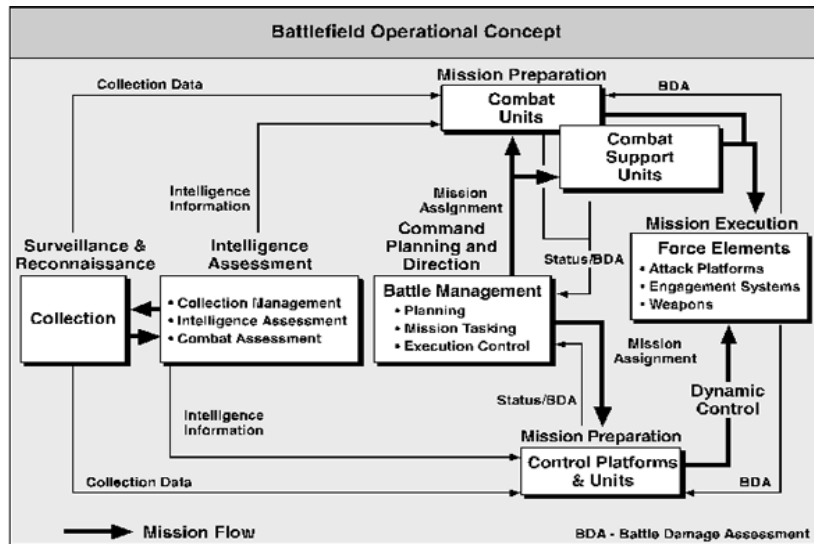 Battlefield Operational Concept
Mission Preparation
Collection Data
BDA
Combat
Units
Combat
Support
Units
Intelligence
Information
Mission
Assignment
Command
Planning and
Direction
Surveillance &
Reconnaissance
Intelligence
Assessment
Status/BDA
Mission Execution
Force Elements
• Attack Platforms
• Engagement Systems
• Weapons
Collection
• Collection Management
• Intelligence Assessment
• Combat Assessment
Battle Management
• Planning
• Mission Tasking
• Execution Control
Mission
Assignment
Dynamic
Control
Status/BDA
Intelligence
Information
Mission Preparation
Control Platforms
& Units
Collection Data
BDA
Mission Flow
BDA - Battle Damage Assessment